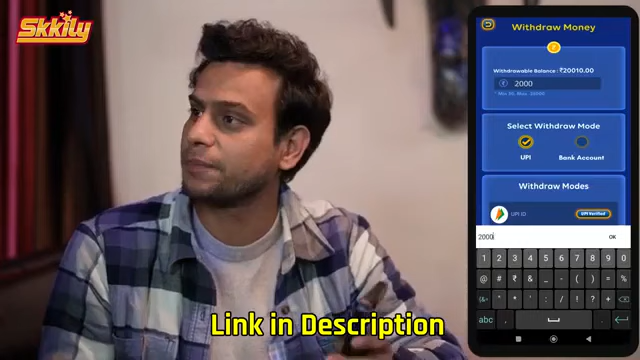 Skkily
Withdraw Money
Withdrawable Balance : ₹20010.00
2000
Select Withdraw Mode
UPI
Bank Account
Withdraw Modes
UPI ID
UPI Verified
2000
OK
1 2 3 4 5 6 7 8 9 0
@ # ₹ & _ - ( ) = %
" * ' : / ! ? +
abc , .
Link in Description